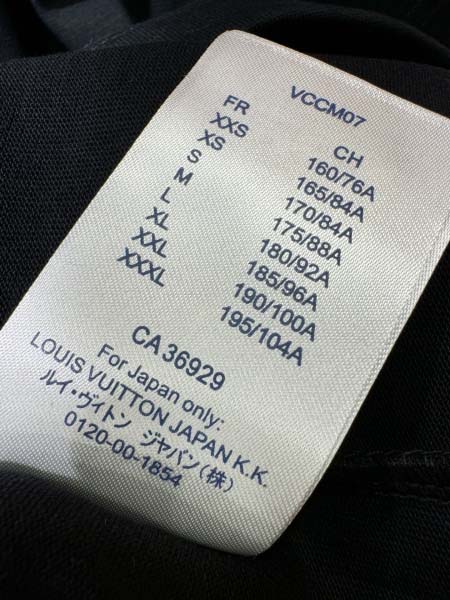 VCCM07
FR CH
XXS 160/76A
XS 165/84A
S 170/84A
M 175/88A
L 180/92A
XL 185/96A
XXL 190/100A
XXXL 195/104A
CA 36929
For Japan only:
LOUIS VUITTON JAPAN K.K.
ルイ・ヴィトン ジャパン(株)
0120-00-1854